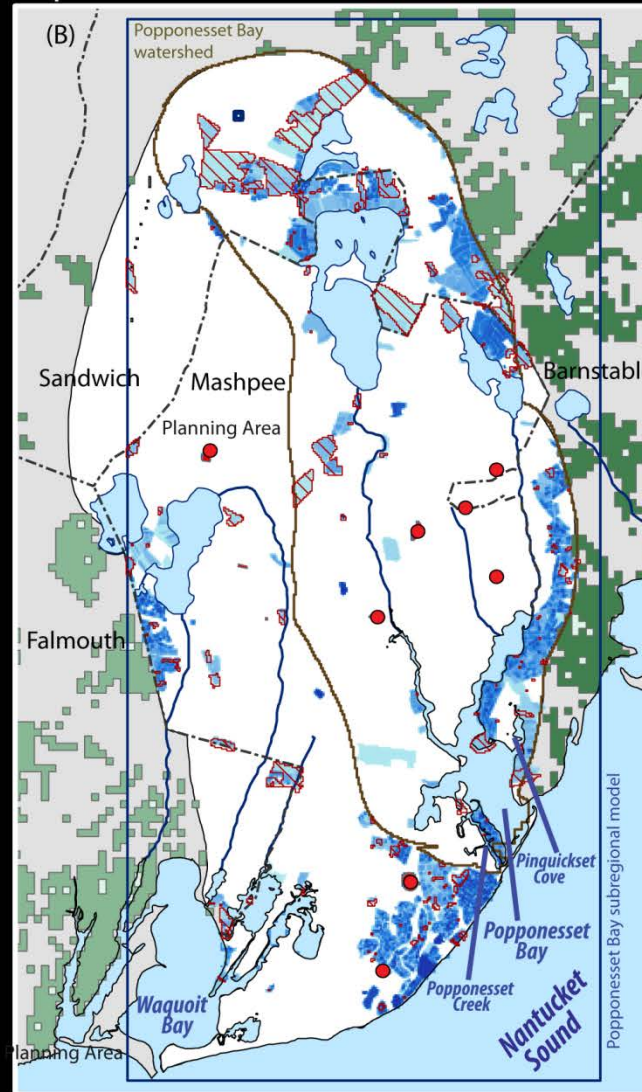 (B)
Popponesset Bay
watershed
Sandwich
Mashpee
Barnstabl
Planning Area
Falmouth
Pinquickset
Cove
Popponesset
Bay
Popponesset
Creek
Waquoit
Bay
Nantucket
Sound
Planning Area
Popponesset Bay subregional model